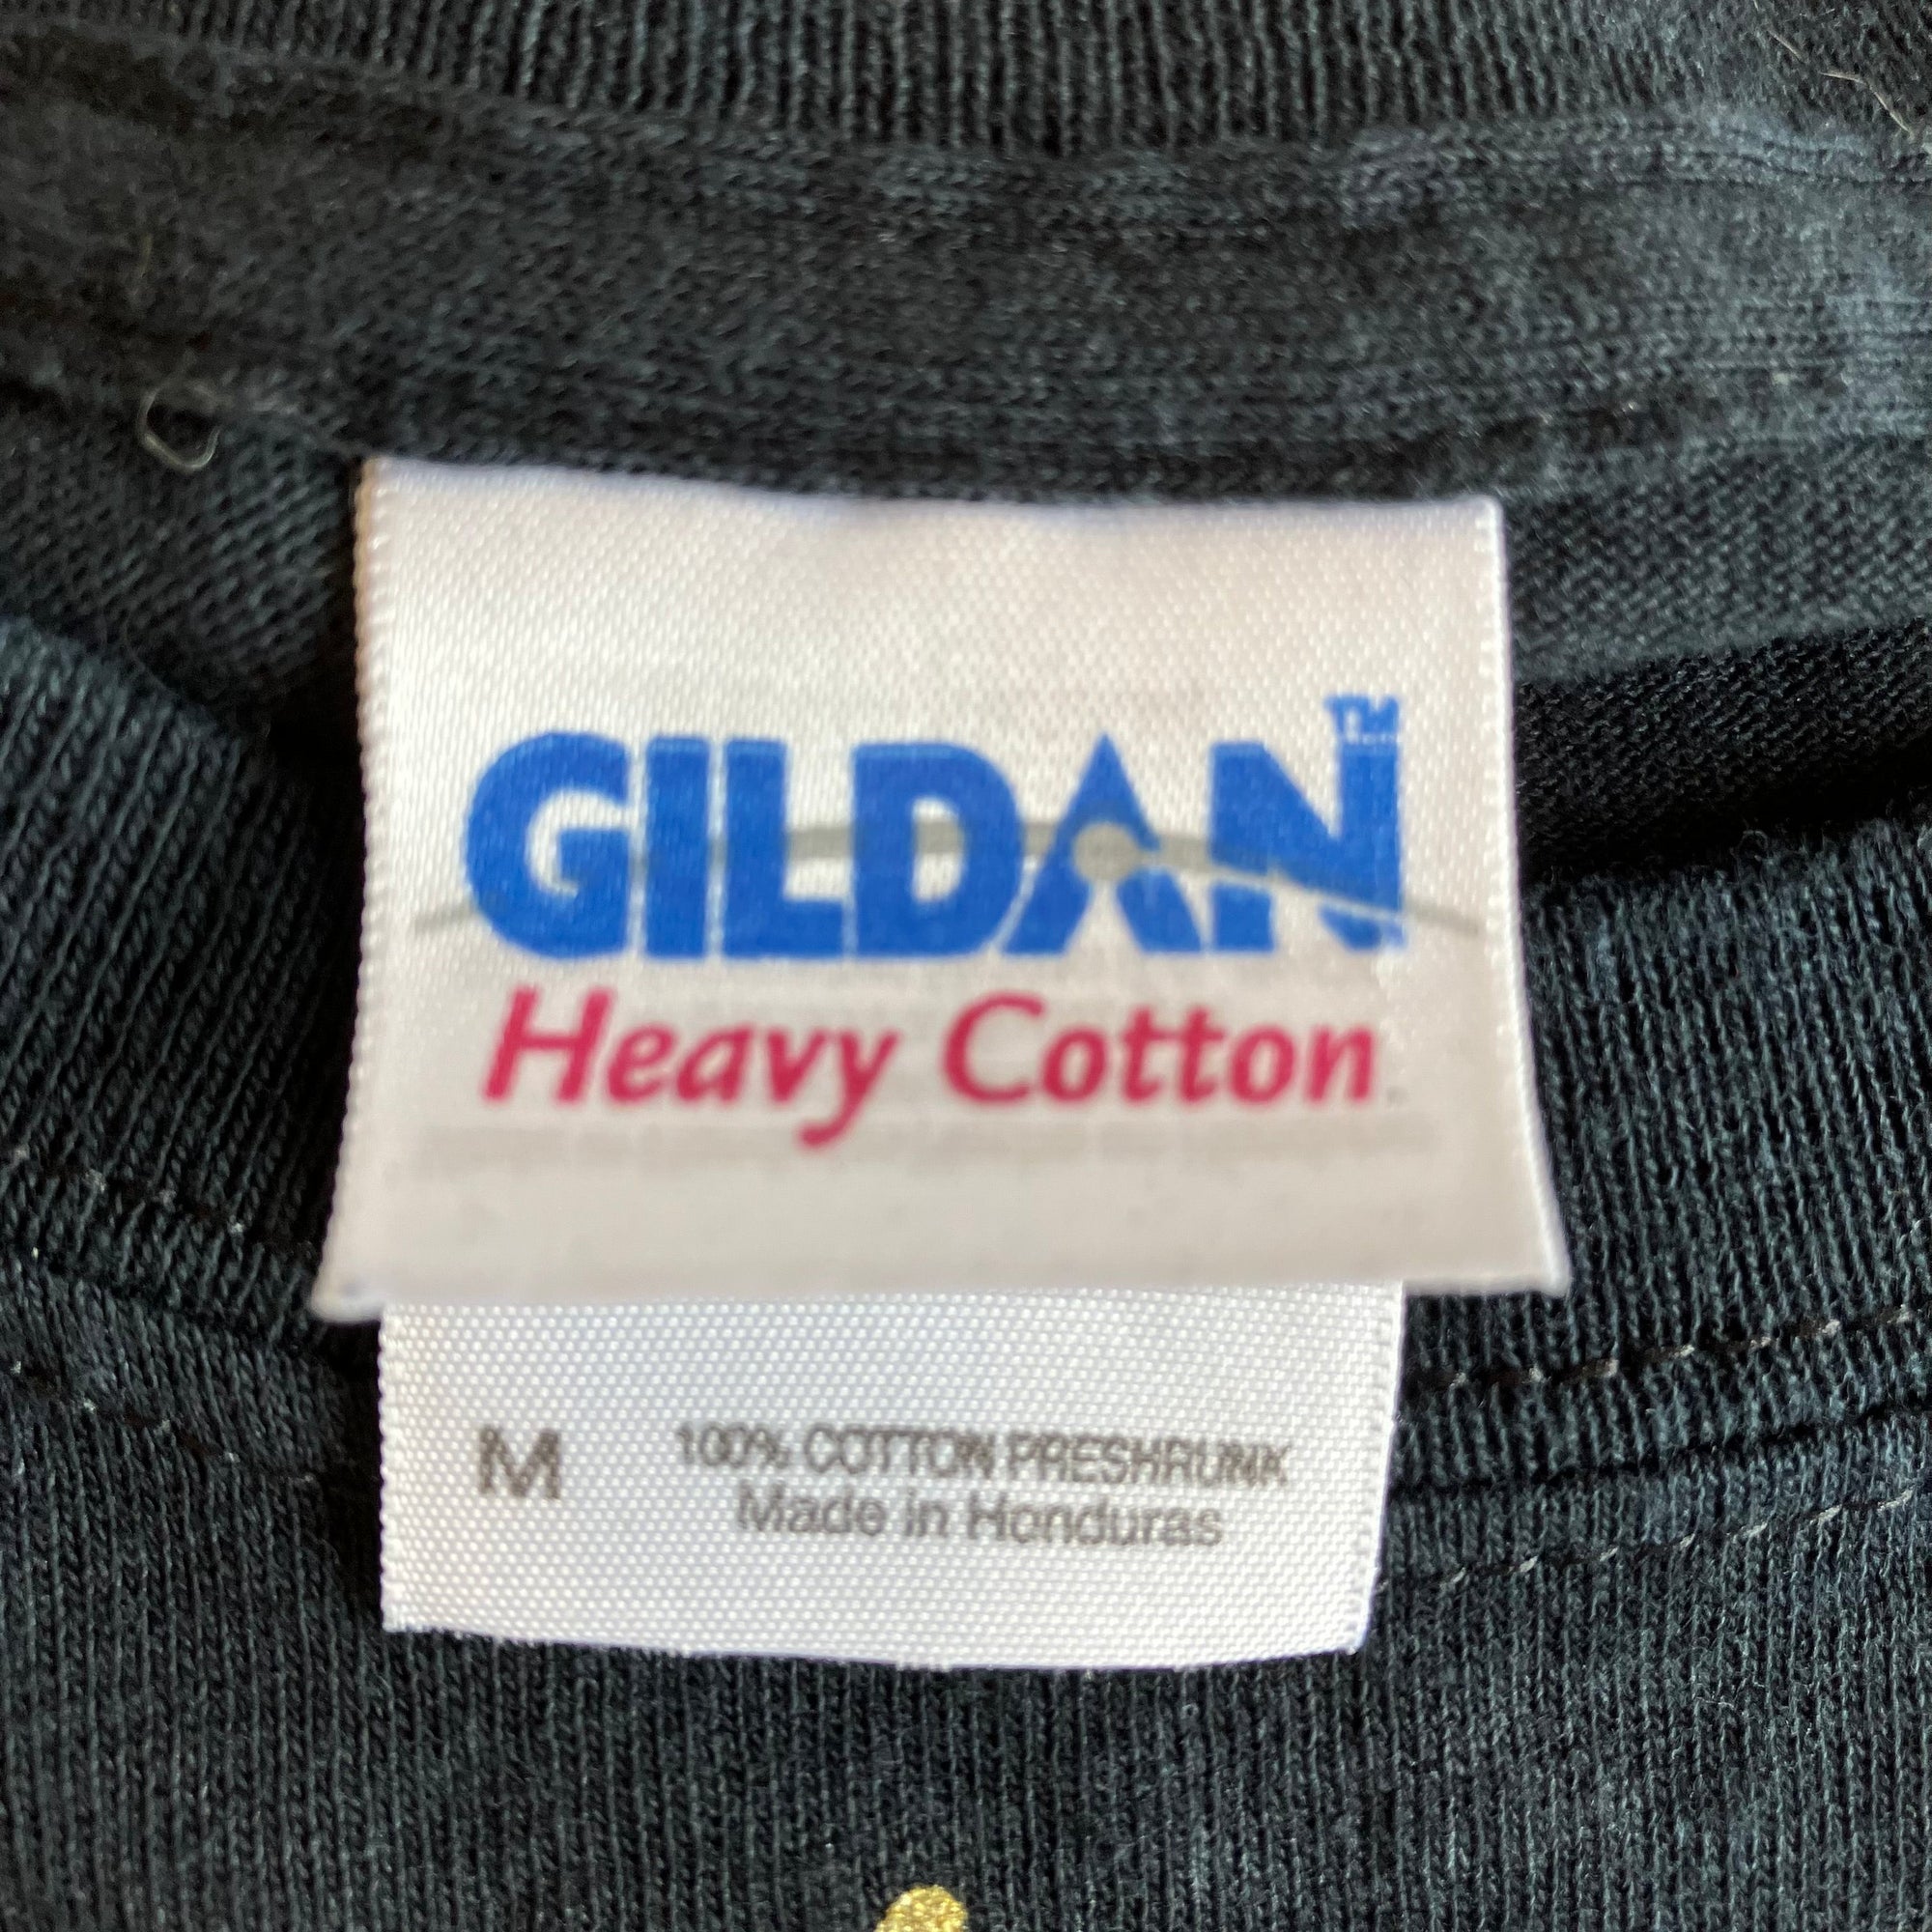 GILDAN™
Heavy Cotton
M 100% COTTON PRESHRUNK
Made in Honduras